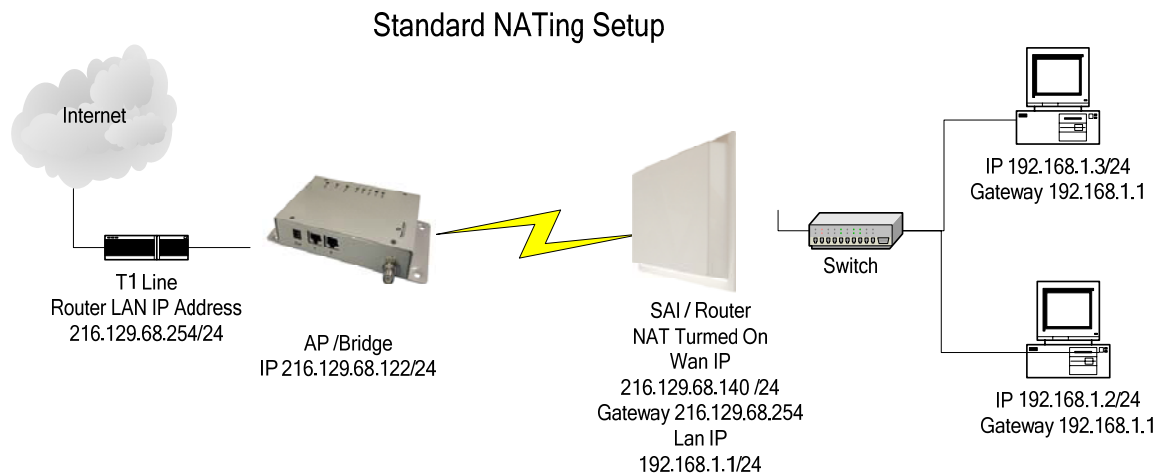 Standard NATing Setup
Internet
T1 Line
Router LAN IP Address
216.129.68.254/24
AP /Bridge
IP 216.129.68.122/24
SAI / Router
NAT Turmed On
Wan IP
216.129.68.140 /24
Gateway 216.129.68.254
Lan IP
192.168.1.1/24
Switch
IP 192.168.1.3/24
Gateway 192.168.1.1
IP 192.168.1.2/24
Gateway 192.168.1.1